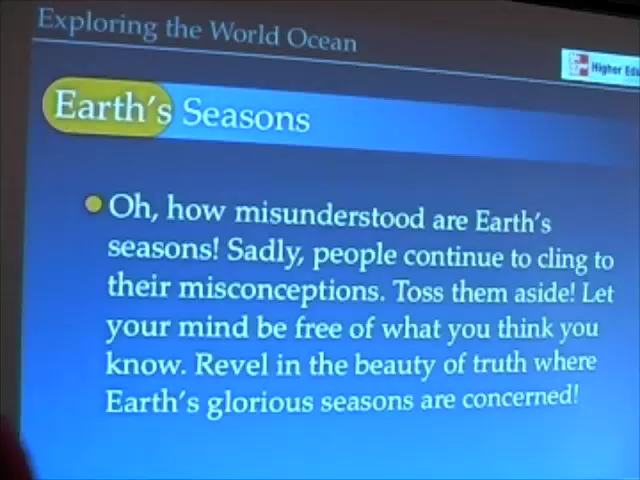 Exploring the World Ocean
Higher Edu
Earth's Seasons
Oh, how misunderstood are Earth's
seasons! Sadly, people continue to cling to
their misconceptions. Toss them aside! Let
your mind be free of what you think you
know. Revel in the beauty of truth where
Earth's glorious seasons are concerned!